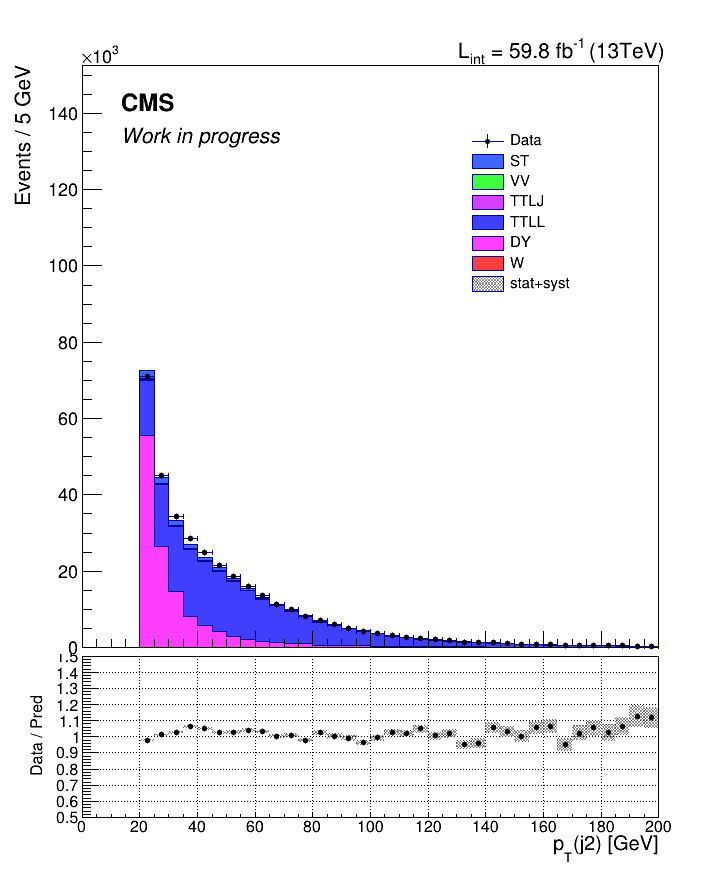 ×10³
L_int = 59.8 fb⁻¹ (13TeV)
Events / 5 GeV
CMS
Work in progress
Data
ST
VV
TTLJ
TTLL
DY
W
stat+syst
140
120
100
80
60
40
20
0
Data / Pred
1.5
1.4
1.3
1.2
1.1
1
0.9
0.8
0.7
0.6
0.5
0 20 40 60 80 100 120 140 160 180 200
p_T(j2) [GeV]